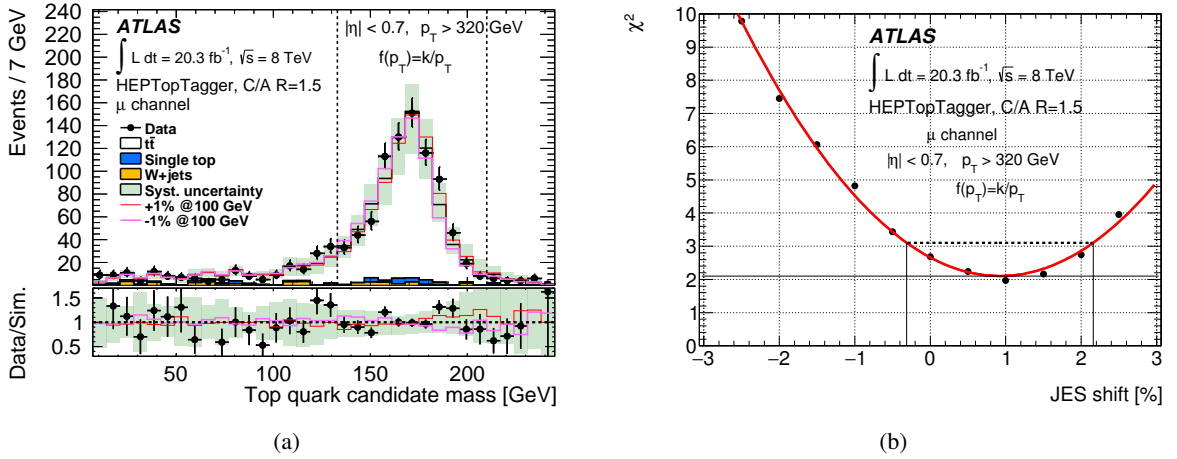 ATLAS
|η| < 0.7, p_T > 320 GeV
∫ L dt = 20.3 fb⁻¹, √s = 8 TeV
f(p_T)=k/p_T
HEPTopTagger, C/A R=1.5
μ channel
Data
tt̄
Single top
W+jets
Syst. uncertainty
+1% @100 GeV
-1% @100 GeV
Events / 7 GeV
240
220
200
180
160
140
120
100
80
60
40
20
Data/Sim.
1.5
1
0.5
50 100 150 200
Top quark candidate mass [GeV]
(a)
χ²
10
9
8
7
6
5
4
3
2
1
0
ATLAS
∫ L dt = 20.3 fb⁻¹, √s = 8 TeV
HEPTopTagger, C/A R=1.5
μ channel
|η| < 0.7, p_T > 320 GeV
f(p_T)=k/p_T
−3 −2 −1 0 1 2 3
JES shift [%]
(b)